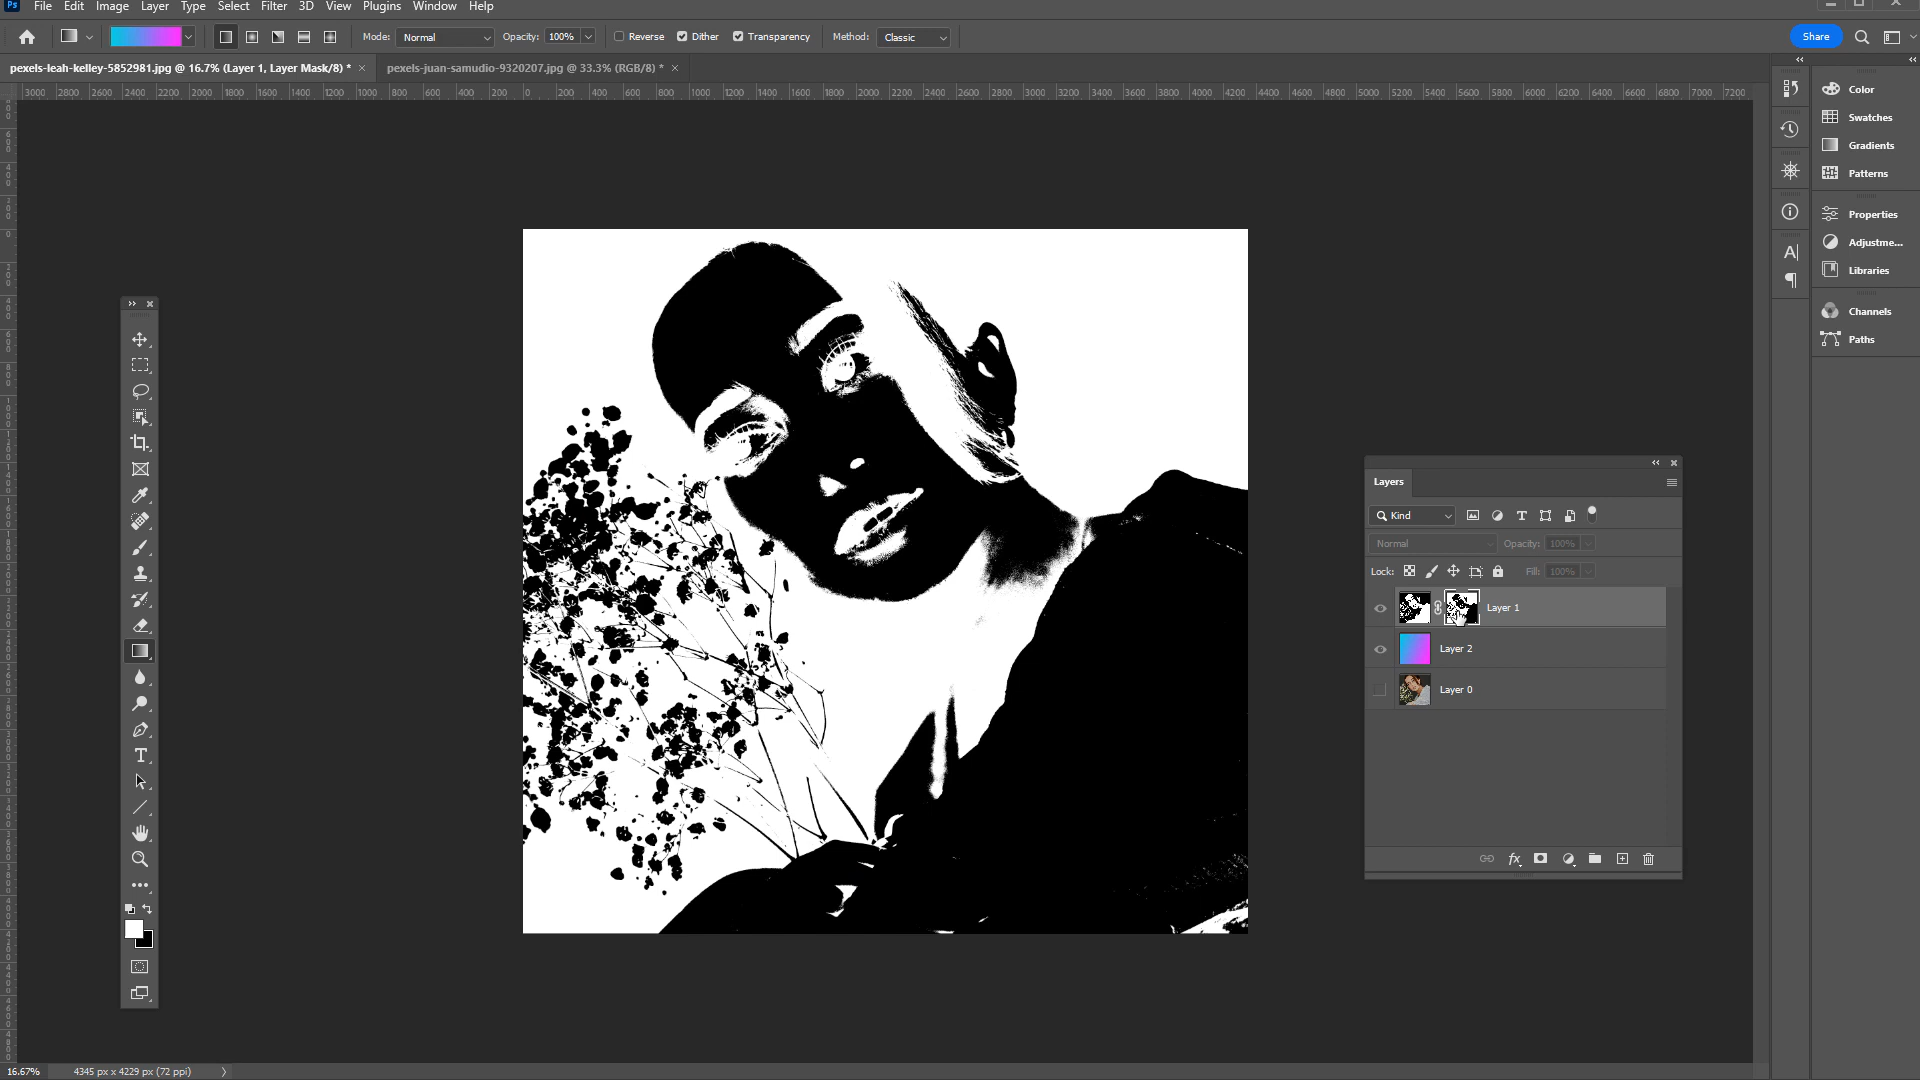 Ps File Edit Image Layer Type Select Filter 3D View Plugins Window Help
Mode: Normal Opacity: 100% Reverse Dither Transparency Method: Classic Share
pexels-leah-kelley-5852981.jpg @ 16.7% (Layer 1, Layer Mask/8) * × pexels-juan-samudio-9320207.jpg @ 33.3% (RGB/8) * ×
3000 2800 2600 2400 2200 2000 1800 1600 1400 1200 1000 800 600 400 200 0 200 400 600 800 1000 1200 1400 1600 1800 2000 2200 2400 2600 2800 3000 3200 3400 3600 3800 4000 4200 4400 4600 4800 5000 5200 5400 5600 5800 6000 6200 6400 6600 6800 7000 7200
Color
Swatches
Gradients
Patterns
Properties
Adjustme...
Libraries
Channels
Paths
Layers
Kind
Normal Opacity: 100%
Lock: Fill: 100%
Layer 1
Layer 2
Layer 0
fx
16.67% 4345 px x 4229 px (72 ppi)